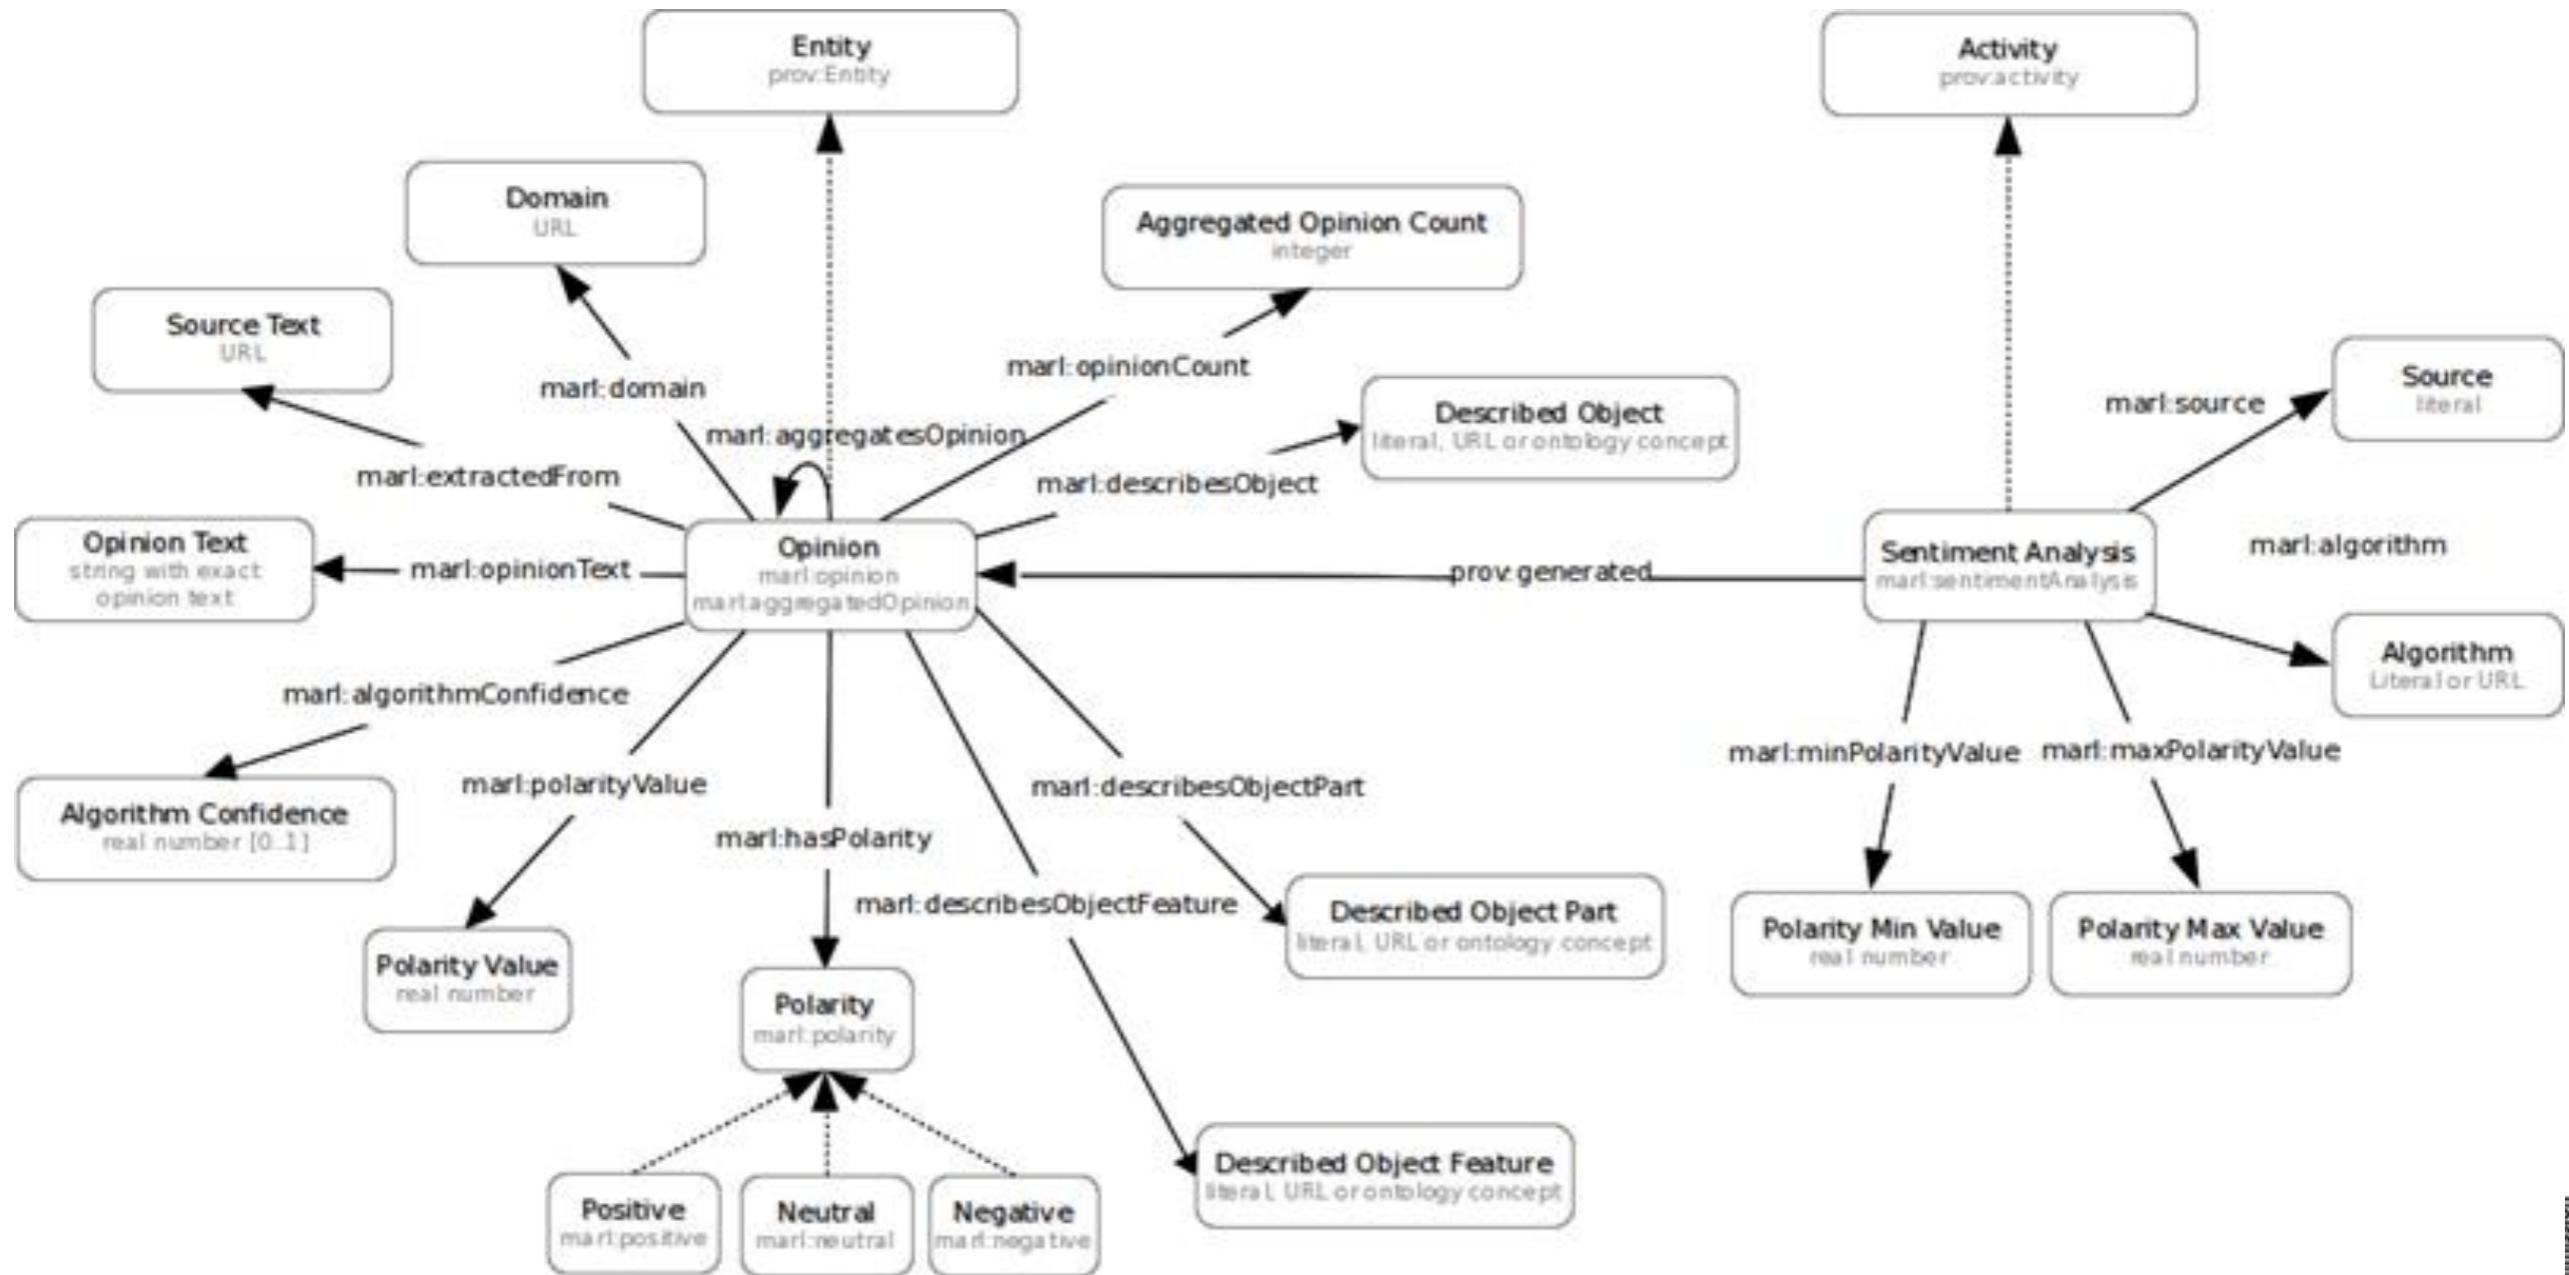 Entity
prov:Entity
Activity
prov:activity
Domain
URL
Aggregated Opinion Count
integer
Source Text
URL
marl:opinionCount
marl:domain
Described Object
literal, URL or ontology concept
Source
literal
marl:source
marl:aggregatesOpinion
marl:extractedFrom
marl:describesObject
Opinion Text
string with exact
opinion text
marl:opinionText
Opinion
marl:opinion
marl:aggregatedOpinion
prov:generated
Sentiment Analysis
marl:sentimentAnalysis
marl:algorithm
Algorithm
Literal or URL
marl:algorithmConfidence
marl:polarityValue
marl:describesObjectPart
marl:minPolarityValue
marl:maxPolarityValue
Algorithm Confidence
real number [0..1]
marl:hasPolarity
marl:describesObjectFeature
Described Object Part
literal, URL or ontology concept
Polarity Min Value
real number
Polarity Max Value
real number
Polarity Value
real number
Polarity
marl:polarity
Described Object Feature
literal, URL or ontology concept
Positive
marl:positive
Neutral
marl:neutral
Negative
marl:negative